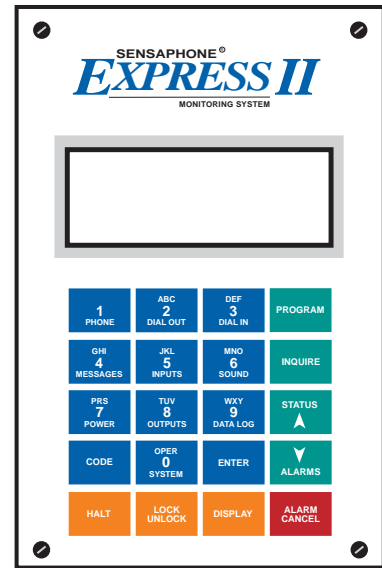 SENSAPHONE®
EXPRESS II
MONITORING SYSTEM
1
PHONE
ABC
2
DIAL OUT
DEF
3
DIAL IN
PROGRAM
GHI
4
MESSAGES
JKL
5
INPUTS
MNO
6
SOUND
INQUIRE
PRS
7
POWER
TUV
8
OUTPUTS
WXY
9
DATA LOG
STATUS
CODE
OPER
0
SYSTEM
ENTER
ALARMS
HALT
LOCK
UNLOCK
DISPLAY
ALARM
CANCEL